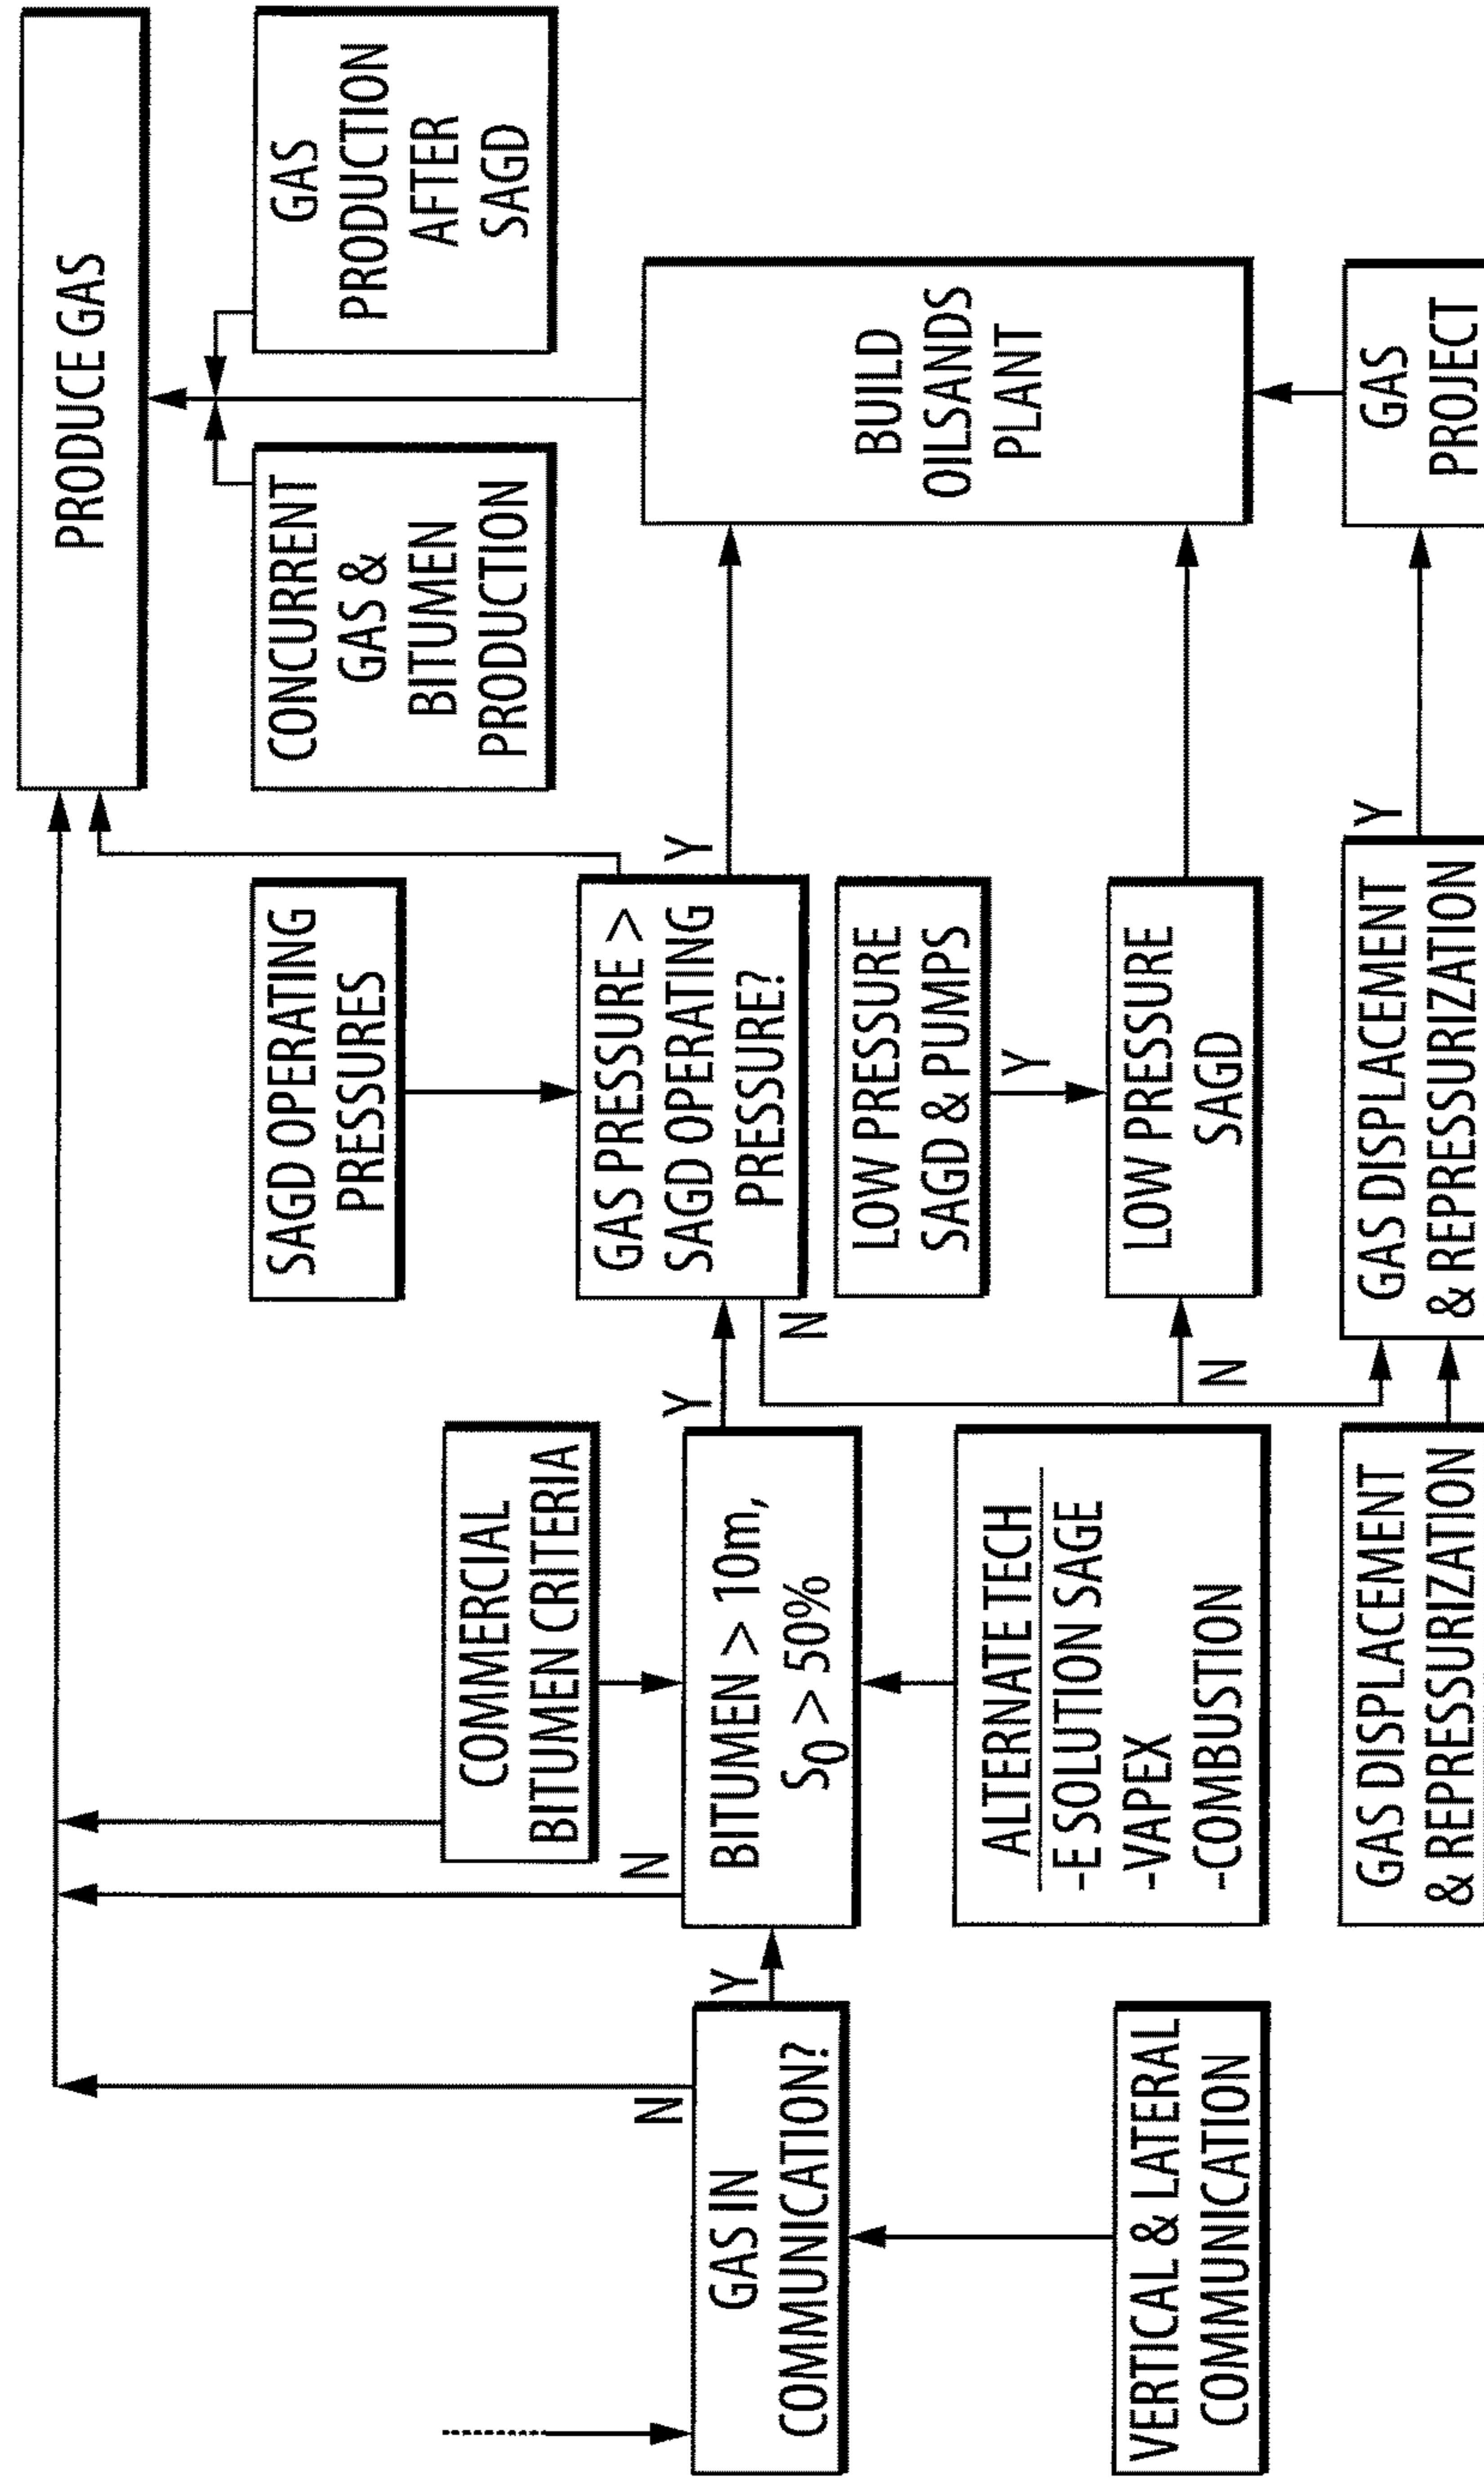 PRODUCE GAS
CONCURRENT
GAS &
BITUMEN
PRODUCTION
GAS
PRODUCTION
AFTER
SAGD
SAGD OPERATING
PRESSURES
COMMERCIAL
BITUMEN CRITERIA
N
GAS IN
COMMUNICATION?
Y
N
BITUMEN > 10m,
S0 > 50%
Y
GAS PRESSURE >
SAGD OPERATING
PRESSURE?
Y
N
BUILD
OILSANDS
PLANT
LOW PRESSURE
SAGD & PUMPS
Y
VERTICAL & LATERAL
COMMUNICATION
ALTERNATE TECH
-E SOLUTION SAGE
-VAPEX
-COMBUSTION
N
LOW PRESSURE
SAGD
GAS DISPLACEMENT
& REPRESSURIZATION
GAS DISPLACEMENT
& REPRESSURIZATION
Y
GAS
PROJECT